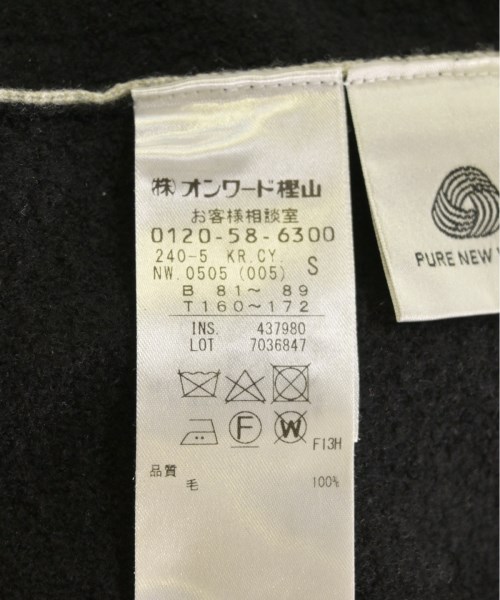 (株)オンワード樫山
お客様相談室
0120-58-6300
240-5 KR.CY.
NW.0505 (005) S
B 81～ 89
T160～172
INS. 437980
LOT 7036847
F
W
F13H
品質
毛 100%
PURE NEW